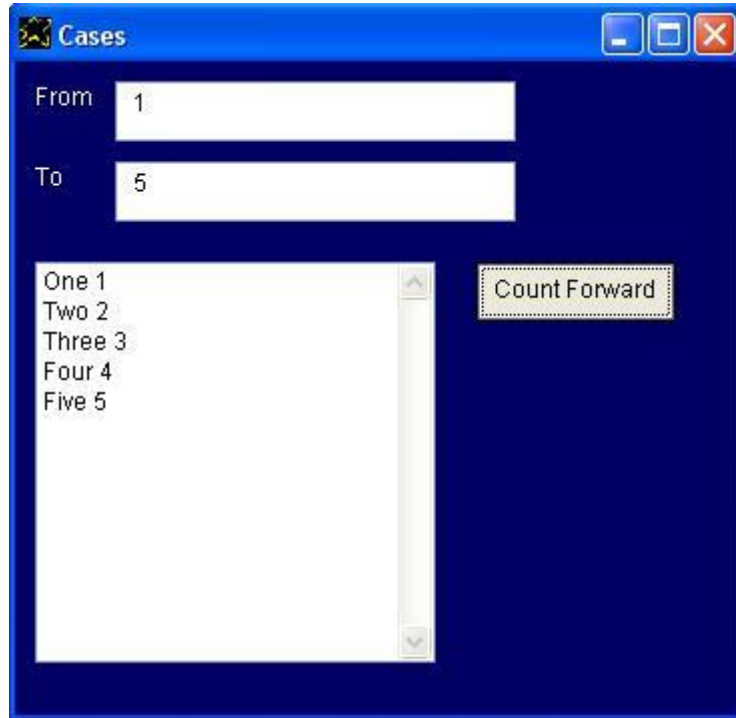 Cases
From 1
To 5
One 1
Two 2
Three 3
Four 4
Five 5
Count Forward